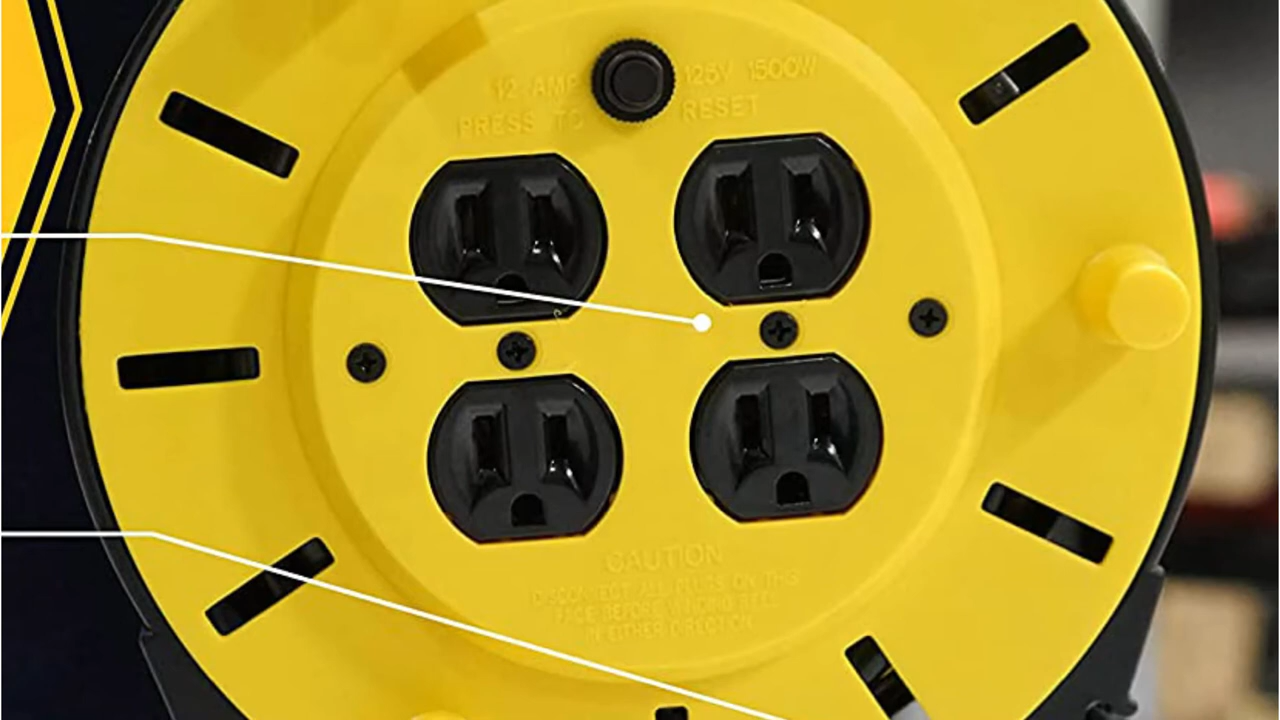 12 AMP 125V 1500W
PRESS TO RESET
CAUTION
DISCONNECT ALL PLUGS ON THIS
FACE BEFORE WINDING REEL
IN EITHER DIRECTION